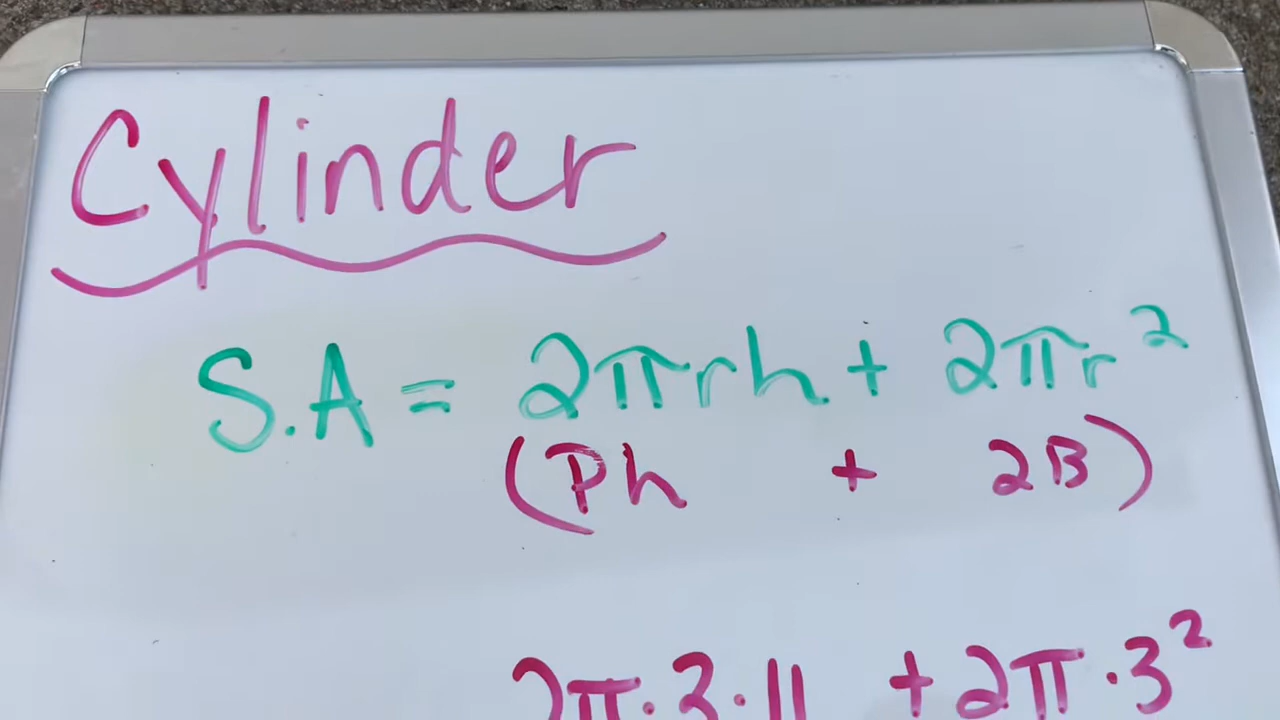 Cylinder
S.A = 2πrh + 2πr²
(Ph + 2B)
2π·3·11 + 2π·3²